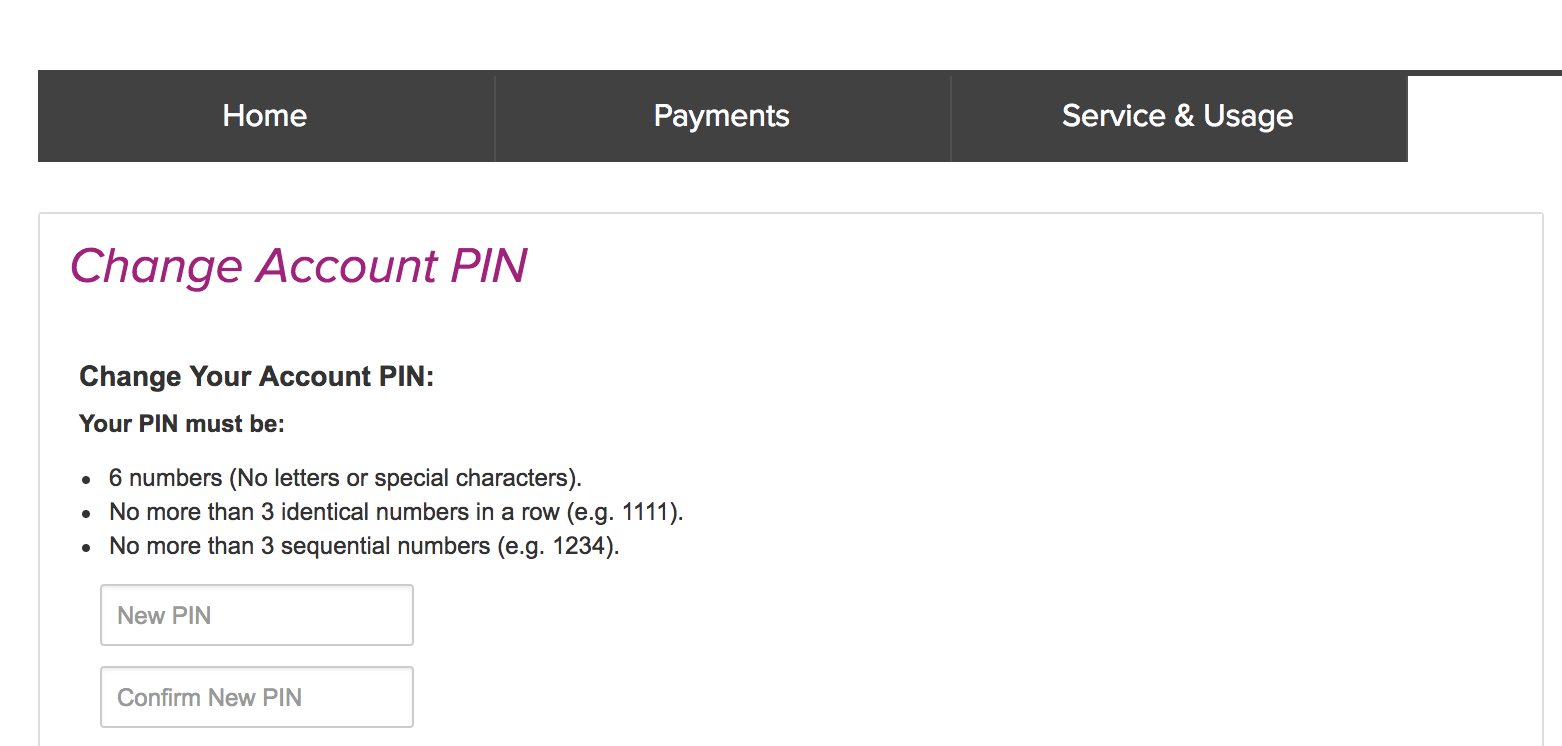 Home Payments Service & Usage
Change Account PIN
Change Your Account PIN:
Your PIN must be:
• 6 numbers (No letters or special characters).
• No more than 3 identical numbers in a row (e.g. 1111).
• No more than 3 sequential numbers (e.g. 1234).
New PIN
Confirm New PIN